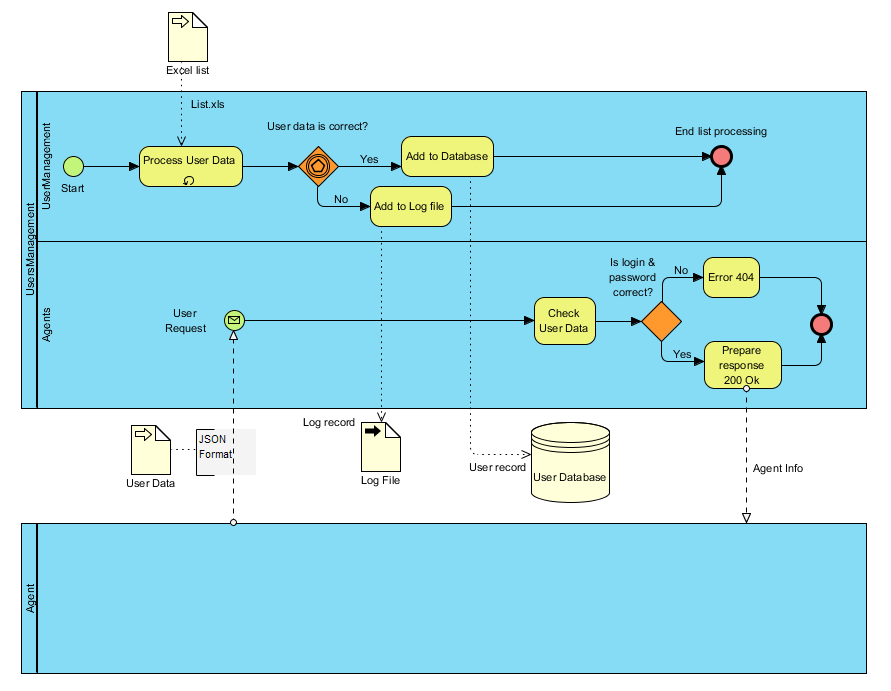 Excel list
List.xls
UsersManagement
UserManagement
User data is correct?
End list processing
Start
Process User Data
Yes
Add to Database
No
Add to Log file
Agents
User
Request
Check
User Data
Is login &
password
correct?
No
Error 404
Yes
Prepare
response
200 Ok
User Data
JSON
Format
Log record
Log File
User record
User Database
Agent Info
Agent